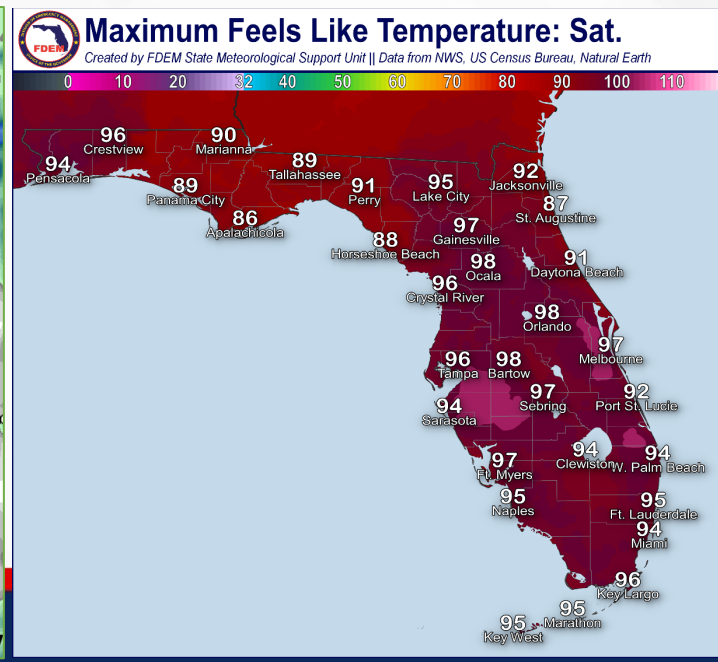 Maximum Feels Like Temperature: Sat.
Created by FDEM State Meteorological Support Unit || Data from NWS, US Census Bureau, Natural Earth
FDEM
0 10 20 32 40 50 60 70 80 90 100 110
96
Crestview
90
Marianna
94
Pensacola
89
Tallahassee
89
Panama City
91
Perry
95
Lake City
92
Jacksonville
87
St. Augustine
86
Apalachicola
97
Gainesville
88
Horseshoe Beach
98
Ocala
91
Daytona Beach
96
Crystal River
98
Orlando
97
Melbourne
96
Tampa
98
Bartow
97
Sebring
92
Port St. Lucie
94
Sarasota
94
Clewiston
94
W. Palm Beach
97
Ft. Myers
95
Naples
95
Ft. Lauderdale
94
Miami
96
Key Largo
95
Marathon
95
Key West